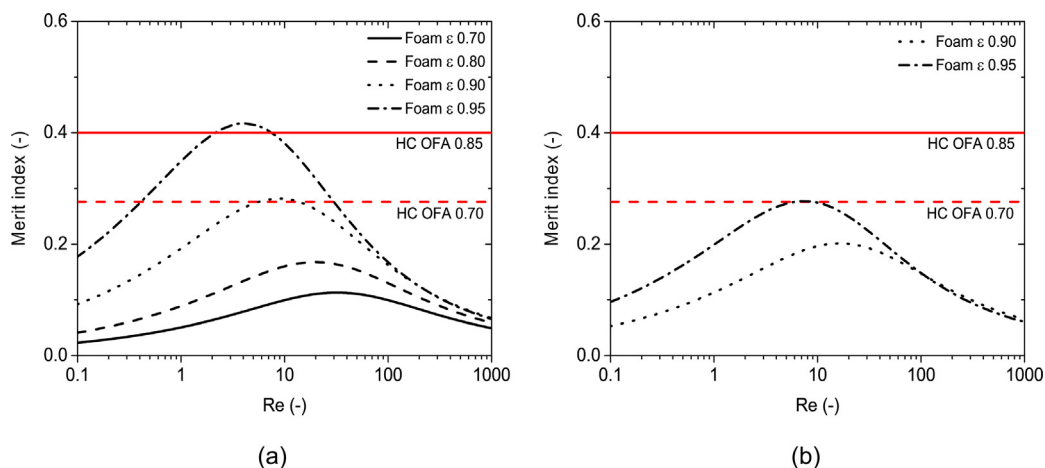 0.6
0.4
0.2
0.0
Merit index (-)
Foam ε 0.70
Foam ε 0.80
Foam ε 0.90
Foam ε 0.95
HC OFA 0.85
HC OFA 0.70
0.1 1 10 100 1000
Re (-)
(a)
0.6
0.4
0.2
0.0
Merit index (-)
Foam ε 0.90
Foam ε 0.95
HC OFA 0.85
HC OFA 0.70
0.1 1 10 100 1000
Re (-)
(b)